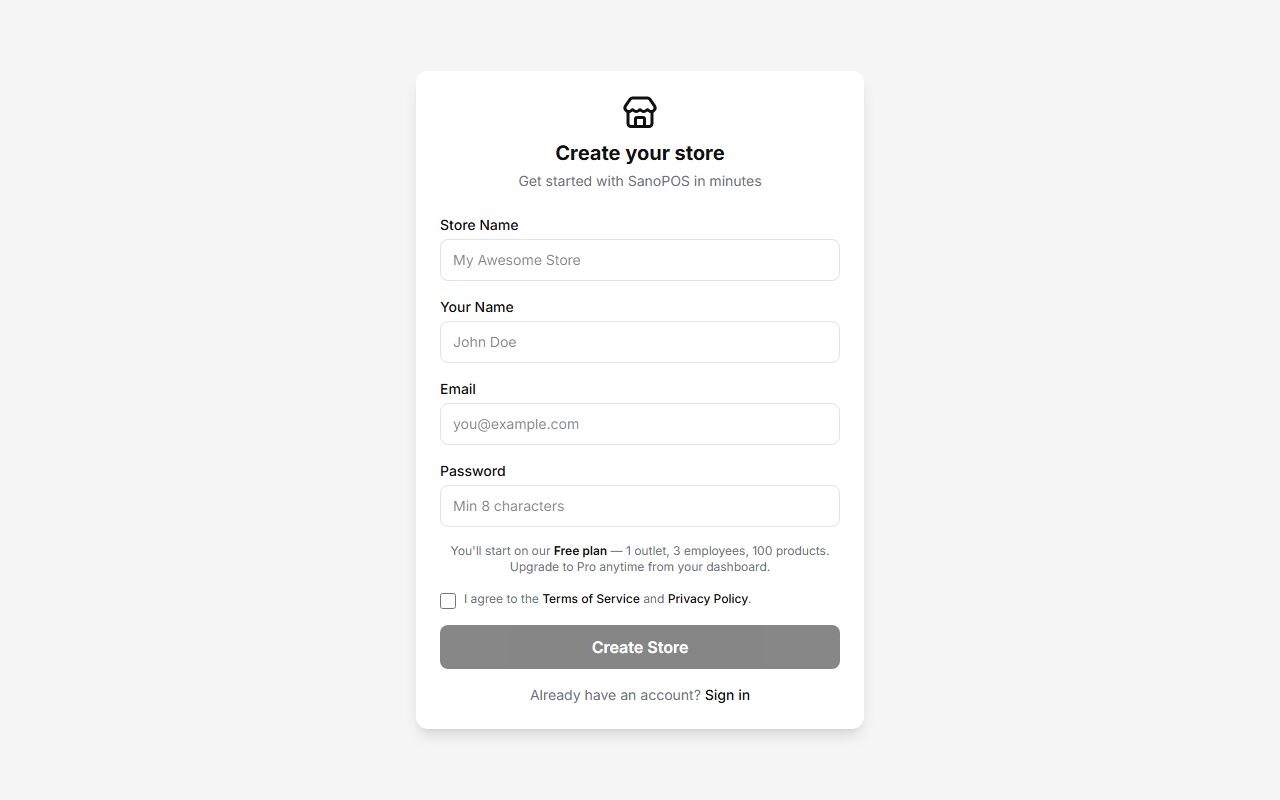 Create your store
Get started with SanoPOS in minutes
Store Name
My Awesome Store
Your Name
John Doe
Email
you@example.com
Password
Min 8 characters
You'll start on our Free plan — 1 outlet, 3 employees, 100 products.
Upgrade to Pro anytime from your dashboard.
I agree to the Terms of Service and Privacy Policy.
Create Store
Already have an account? Sign in